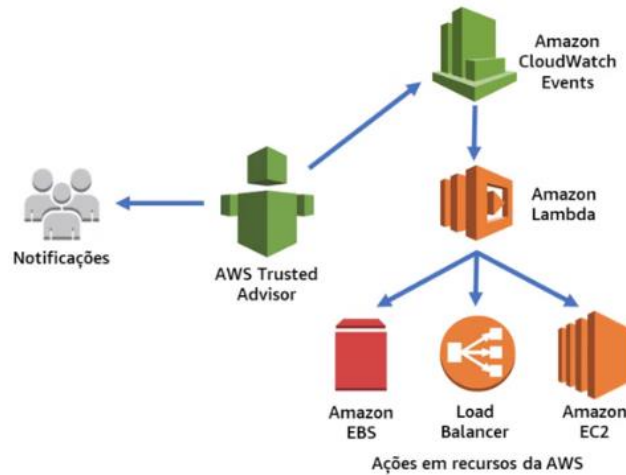 Amazon
CloudWatch
Events
Notificações
AWS Trusted
Advisor
Amazon
Lambda
Amazon
EBS
Load
Balancer
Amazon
EC2
Ações em recursos da AWS